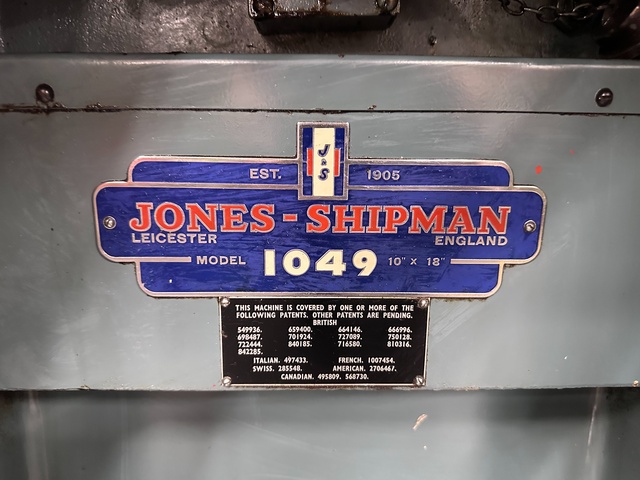 J & S
EST. 1905
JONES-SHIPMAN
LEICESTER ENGLAND
MODEL 1049 10" X 18"
THIS MACHINE IS COVERED BY ONE OR MORE OF THE
FOLLOWING PATENTS. OTHER PATENTS ARE PENDING.
BRITISH
549936. 659400. 664146. 666996.
698487. 701924. 727089. 750128.
722444. 840185. 716580. 810316.
842285.
ITALIAN. 497433. FRENCH. 1007454.
SWISS. 285548. AMERICAN. 2706467.
CANADIAN. 495809. 568730.